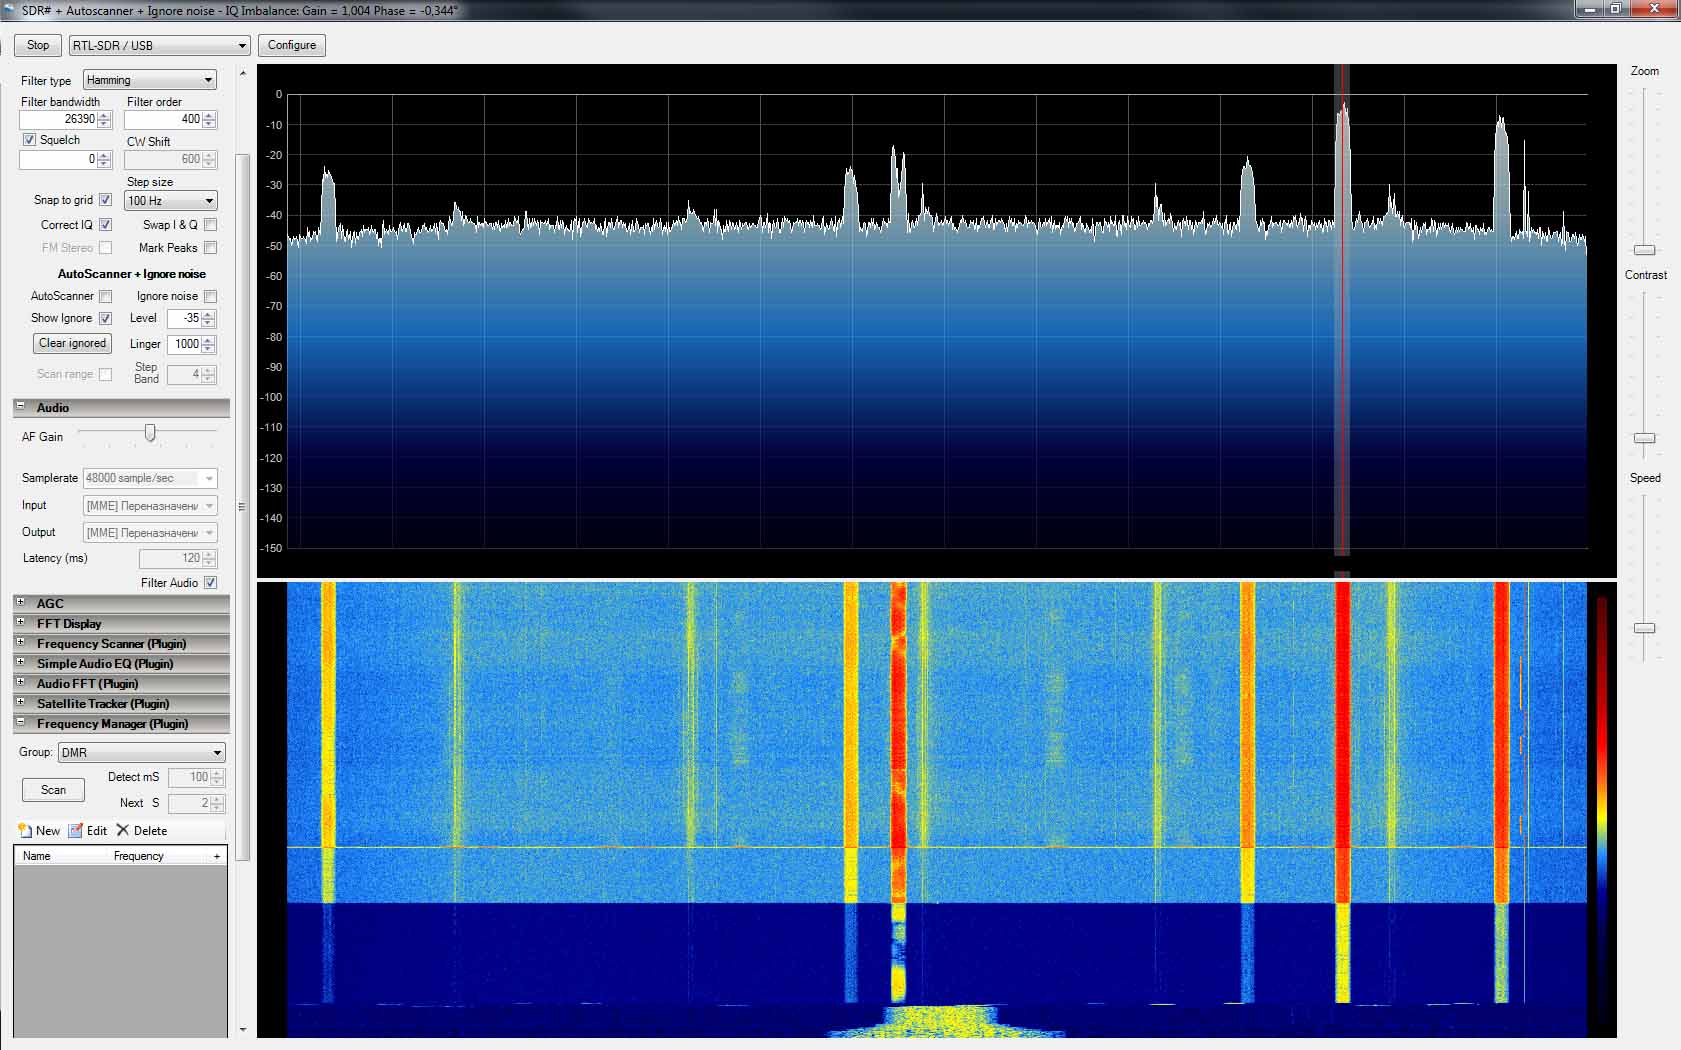 SDR# + Autoscanner + Ignore noise - IQ Imbalance: Gain = 1,004 Phase = -0,344°
Stop RTL-SDR / USB Configure
Filter type Hamming
Filter bandwidth Filter order
26390 400
Squelch CW Shift
0 600
Step size
Snap to grid 100 Hz
Correct IQ Swap I & Q
FM Stereo Mark Peaks
AutoScanner + Ignore noise
AutoScanner Ignore noise
Show Ignore Level -35
Clear ignored Linger 1000
Scan range Step Band 4
Audio
AF Gain
Samplerate 48000 sample/sec
Input [MME] Переназначени
Output [MME] Переназначени
Latency (ms) 120
Filter Audio
AGC
FFT Display
Frequency Scanner (Plugin)
Simple Audio EQ (Plugin)
Audio FFT (Plugin)
Satellite Tracker (Plugin)
Frequency Manager (Plugin)
Group: DMR
Detect mS 100
Scan
Next S 2
New Edit Delete
Name Frequency +
0
-10
-20
-30
-40
-50
-60
-70
-80
-90
-100
-110
-120
-130
-140
-150
Zoom
Contrast
Speed